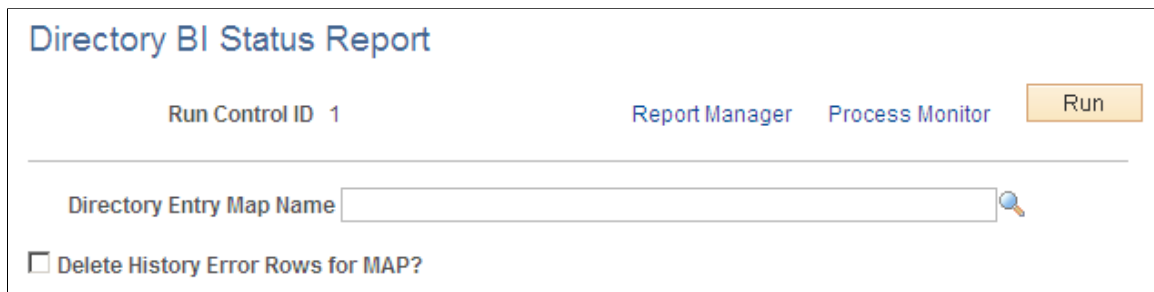 Directory BI Status Report
Run Control ID 1 Report Manager Process Monitor Run
Directory Entry Map Name
Delete History Error Rows for MAP?